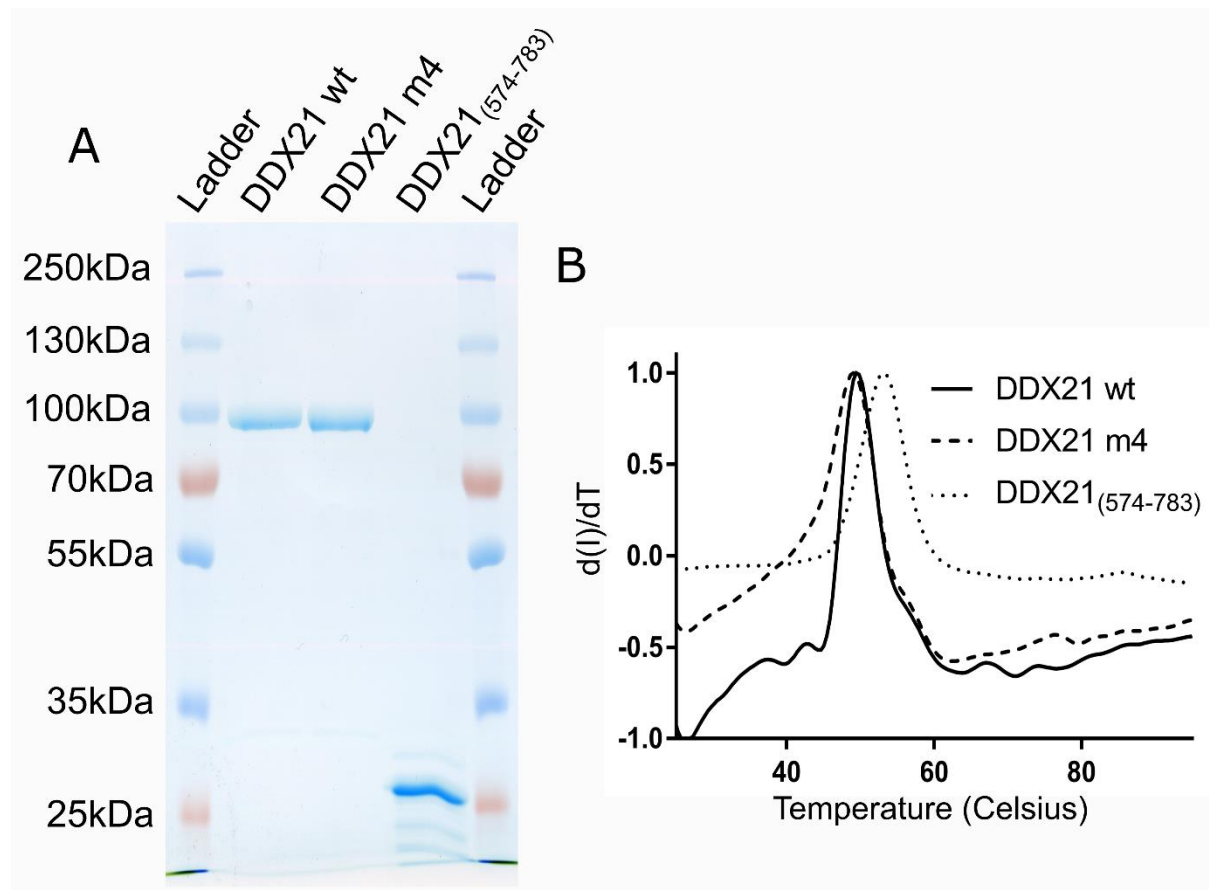 A
Ladder
DDX21 wt
DDX21 m4
DDX21(574-783)
Ladder
250kDa
130kDa
100kDa
70kDa
55kDa
35kDa
25kDa
B
1.0
0.5
0.0
-0.5
-1.0
d(I)/dT
DDX21 wt
DDX21 m4
DDX21(574-783)
40 60 80
Temperature (Celsius)